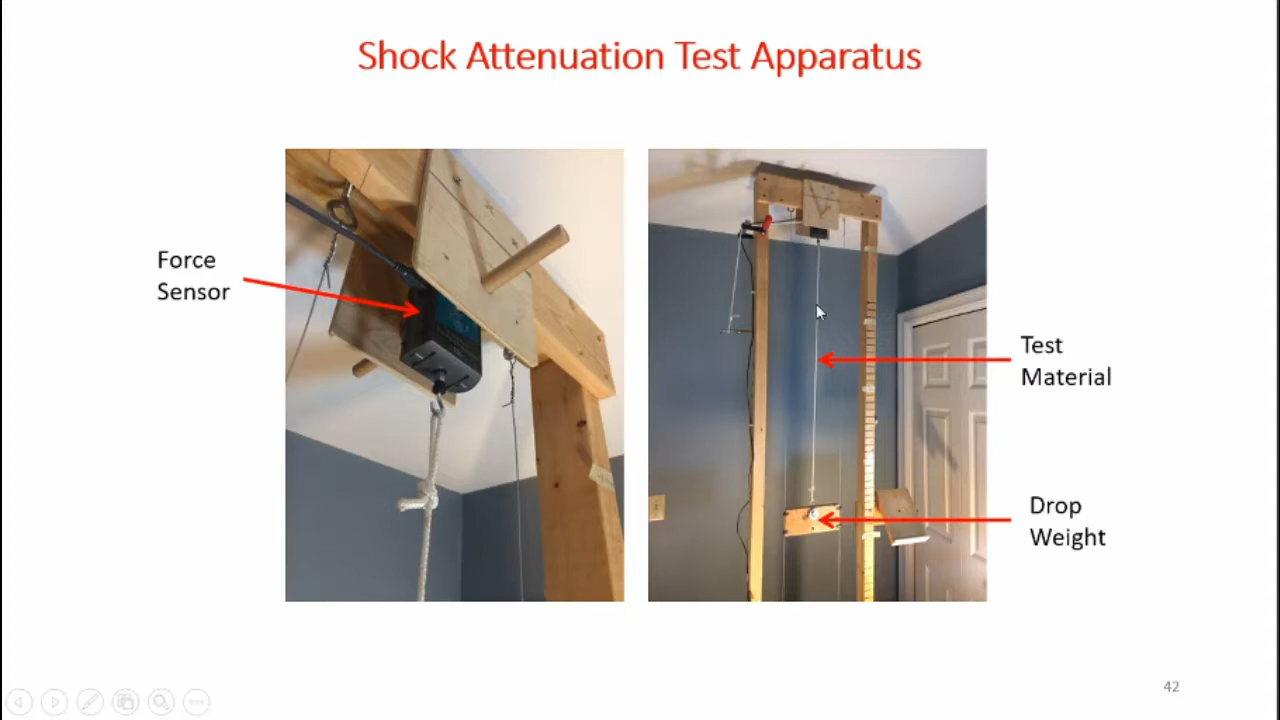 Shock Attenuation Test Apparatus
Force
Sensor
Test
Material
Drop
Weight
42